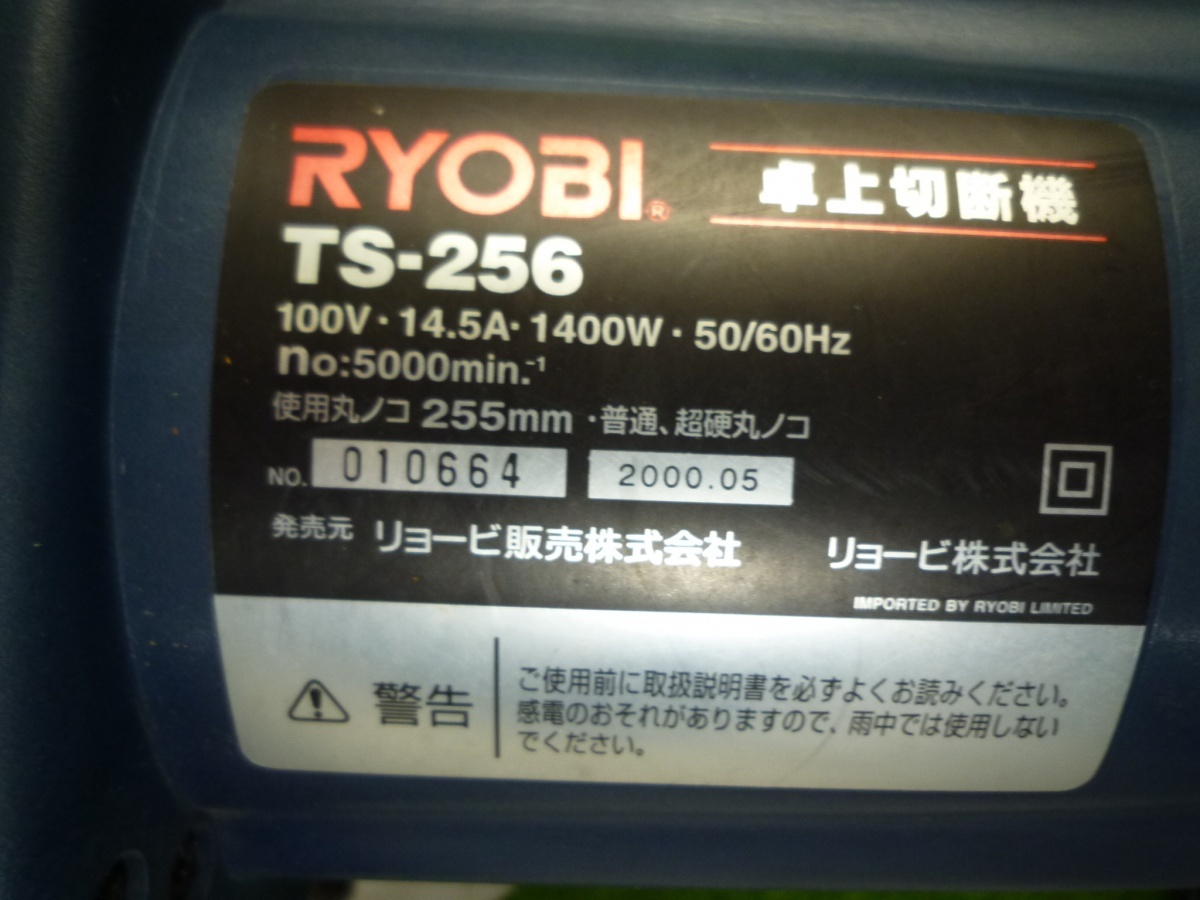 RYOBI®
卓上切断機
TS-256
100V・14.5A・1400W・50/60Hz
no:5000min.-1
使用丸ノコ 255mm ・普通、超硬丸ノコ
NO. 010664 2000.05
発売元 リョービ販売株式会社 リョービ株式会社
IMPORTED BY RYOBI LIMITED
警告
ご使用前に取扱説明書を必ずよくお読みください。
感電のおそれがありますので、雨中では使用しない
でください。